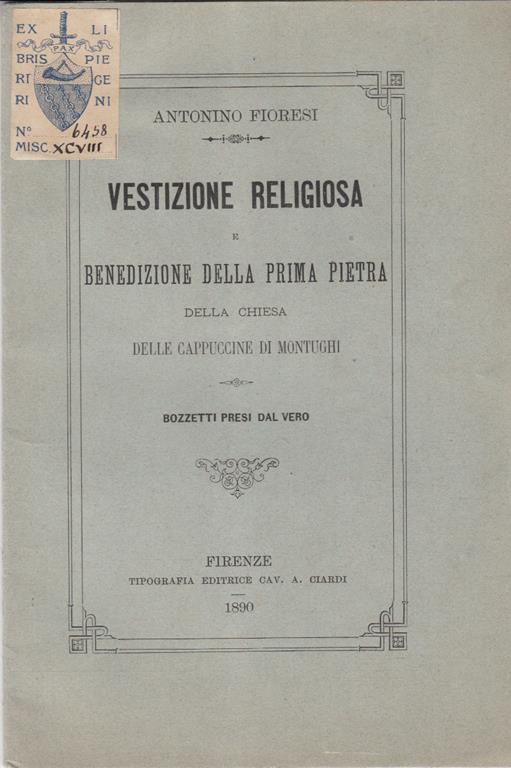 EX LI
PAX
BRIS PIE
RI GE
RI NI
N° 6458
MISC. XCVIII
ANTONINO FIORESI
VESTIZIONE RELIGIOSA
E
BENEDIZIONE DELLA PRIMA PIETRA
DELLA CHIESA
DELLE CAPPUCCINE DI MONTUGHI
BOZZETTI PRESI DAL VERO
FIRENZE
TIPOGRAFIA EDITRICE CAV. A. CIARDI
1890